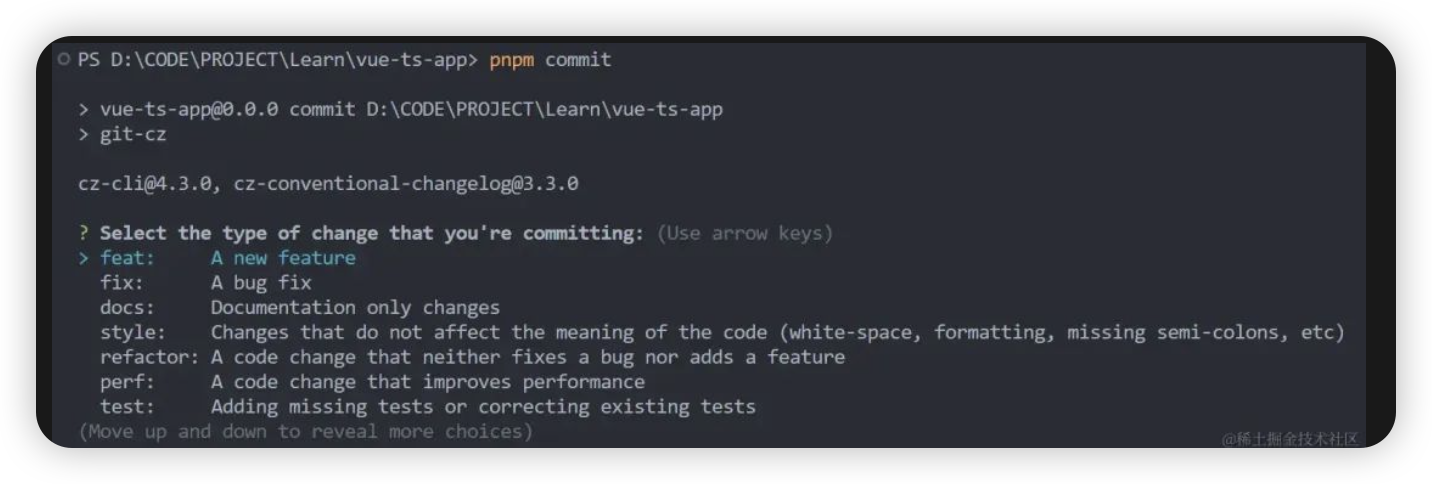 PS D:\CODE\PROJECT\Learn\vue-ts-app> pnpm commit
> vue-ts-app@0.0.0 commit D:\CODE\PROJECT\Learn\vue-ts-app
> git-cz
cz-cli@4.3.0, cz-conventional-changelog@3.3.0
? Select the type of change that you're committing: (Use arrow keys)
> feat:     A new feature
  fix:      A bug fix
  docs:     Documentation only changes
  style:    Changes that do not affect the meaning of the code (white-space, formatting, missing semi-colons, etc)
  refactor: A code change that neither fixes a bug nor adds a feature
  perf:     A code change that improves performance
  test:     Adding missing tests or correcting existing tests
(Move up and down to reveal more choices)
@稀土掘金技术社区